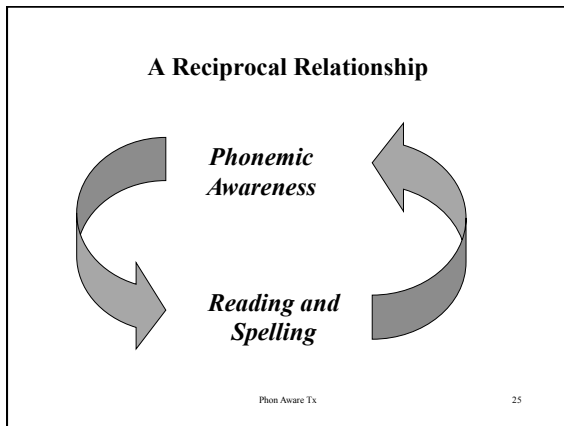 A Reciprocal Relationship
Phonemic
Awareness
Reading and
Spelling
Phon Aware Tx
25